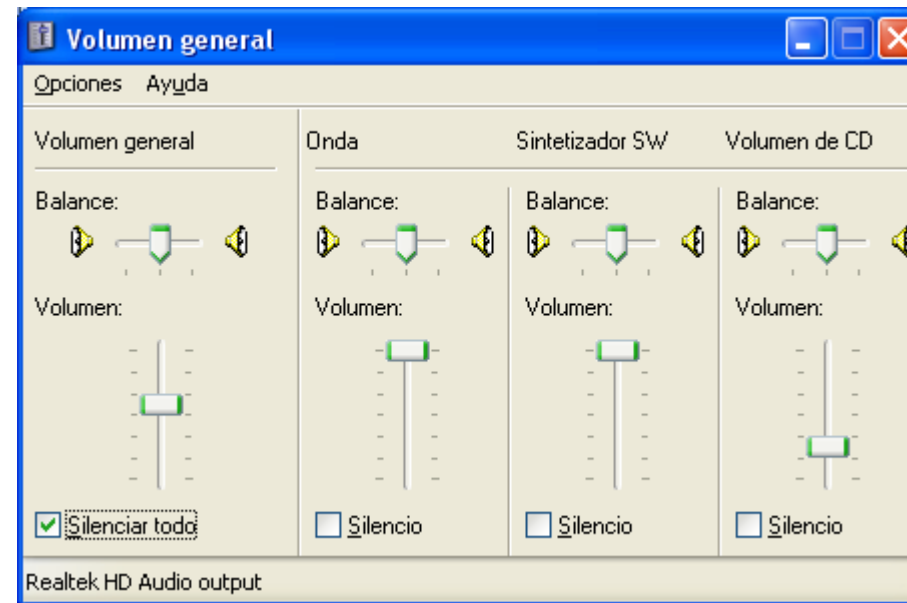 Volumen general
Opciones Ayuda
Volumen general Onda Sintetizador SW Volumen de CD
Balance: Balance: Balance: Balance:
Volumen: Volumen: Volumen: Volumen:
Silenciar todo Silencio Silencio Silencio
Realtek HD Audio output